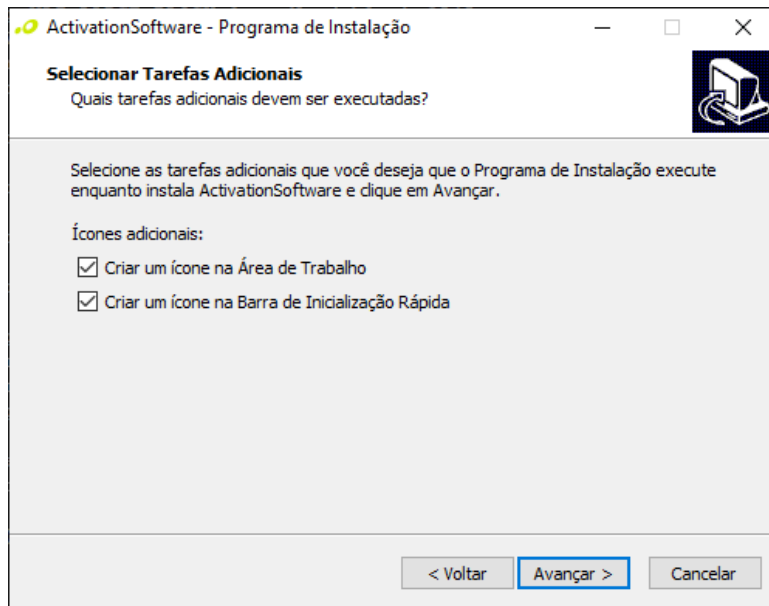 ActivationSoftware - Programa de Instalação
Selecionar Tarefas Adicionais
Quais tarefas adicionais devem ser executadas?
Selecione as tarefas adicionais que você deseja que o Programa de Instalação execute
enquanto instala ActivationSoftware e clique em Avançar.
Ícones adicionais:
Criar um ícone na Área de Trabalho
Criar um ícone na Barra de Inicialização Rápida
< Voltar
Avançar >
Cancelar